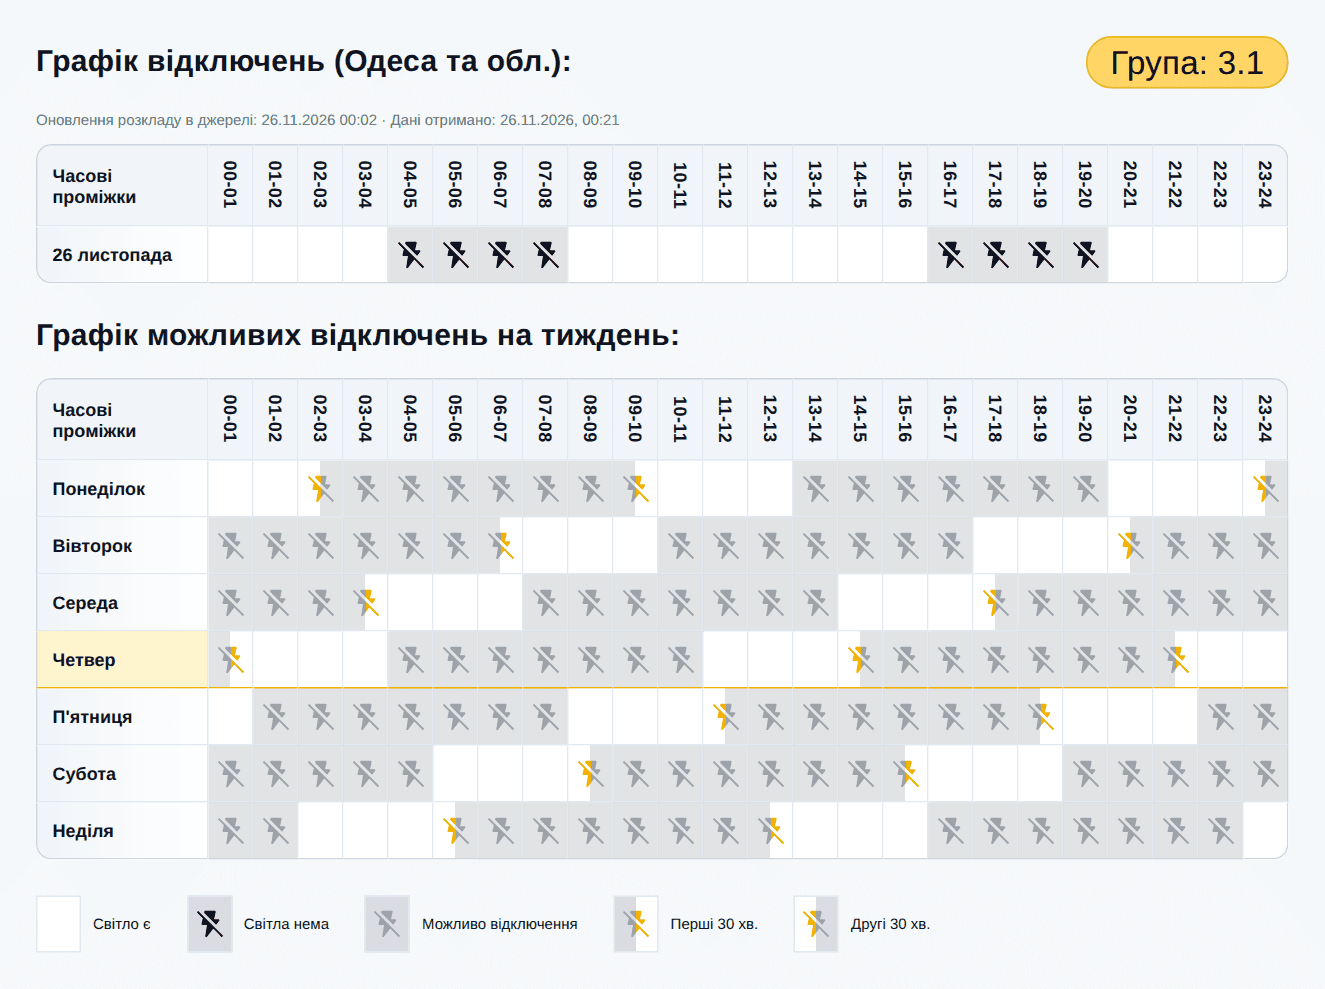 Графік відключень (Одеса та обл.):
Група: 3.1
Оновлення розкладу в джерелі: 26.11.2026 00:02 · Дані отримано: 26.11.2026, 00:21
Часові проміжки 00-01 01-02 02-03 03-04 04-05 05-06 06-07 07-08 08-09 09-10 10-11 11-12 12-13 13-14 14-15 15-16 16-17 17-18 18-19 19-20 20-21 21-22 22-23 23-24
26 листопада
Графік можливих відключень на тиждень:
Часові проміжки 00-01 01-02 02-03 03-04 04-05 05-06 06-07 07-08 08-09 09-10 10-11 11-12 12-13 13-14 14-15 15-16 16-17 17-18 18-19 19-20 20-21 21-22 22-23 23-24
Понеділок
Вівторок
Середа
Четвер
П'ятниця
Субота
Неділя
Світло є Світла нема Можливо відключення Перші 30 хв. Другі 30 хв.